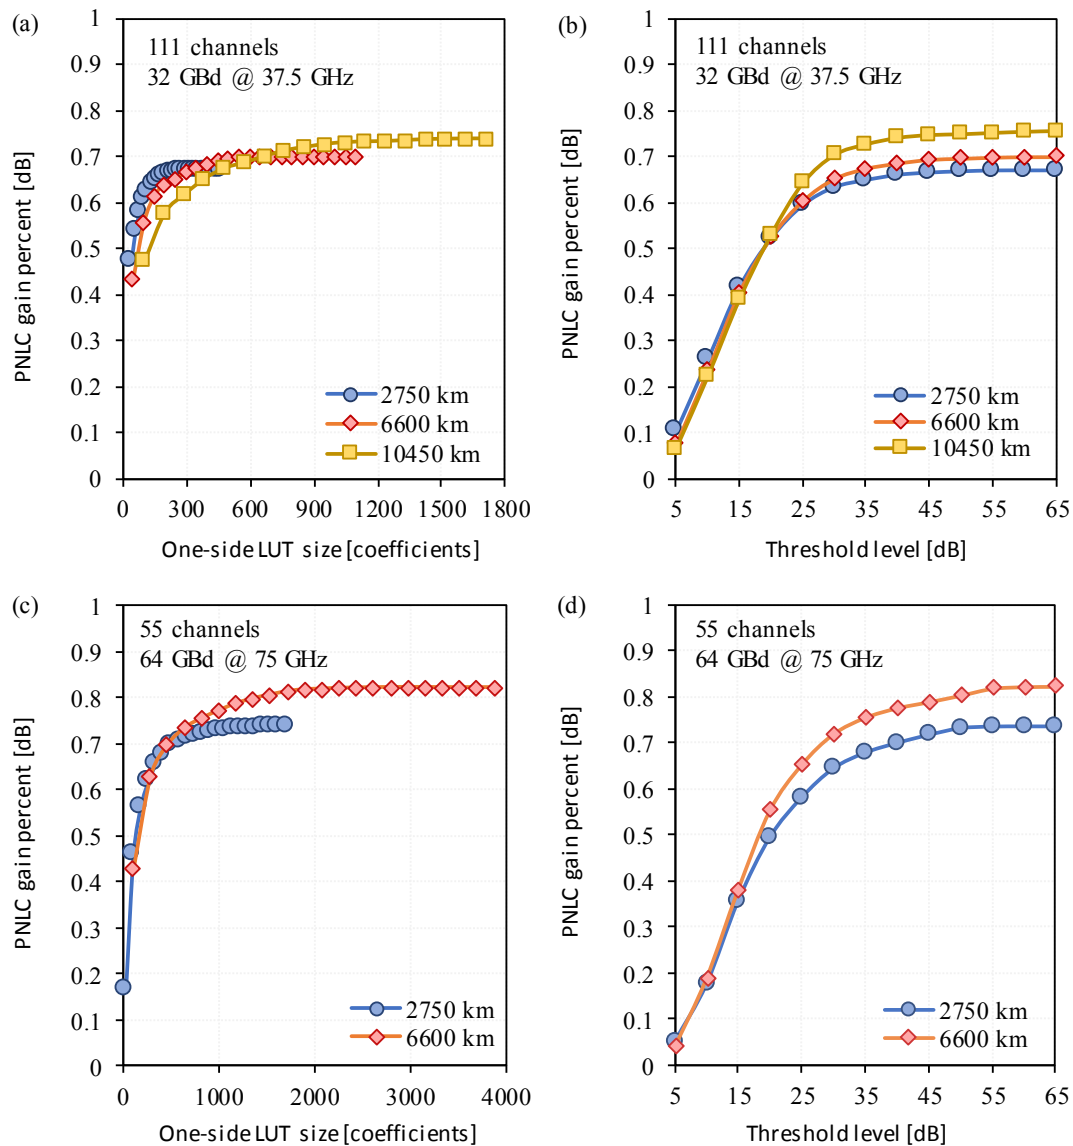 (a)
1
0.9
0.8
0.7
0.6
0.5
0.4
0.3
0.2
0.1
0
PNLC gain percent [dB]
111 channels
32 GBd @ 37.5 GHz
2750 km
6600 km
10450 km
0 300 600 900 1200 1500 1800
One-side LUT size [coefficients]
(b)
1
0.9
0.8
0.7
0.6
0.5
0.4
0.3
0.2
0.1
0
PNLC gain percent [dB]
111 channels
32 GBd @ 37.5 GHz
2750 km
6600 km
10450 km
5 15 25 35 45 55 65
Threshold level [dB]
(c)
1
0.9
0.8
0.7
0.6
0.5
0.4
0.3
0.2
0.1
0
PNLC gain percent [dB]
55 channels
64 GBd @ 75 GHz
2750 km
6600 km
0 1000 2000 3000 4000
One-side LUT size [coefficients]
(d)
1
0.9
0.8
0.7
0.6
0.5
0.4
0.3
0.2
0.1
0
PNLC gain percent [dB]
55 channels
64 GBd @ 75 GHz
2750 km
6600 km
5 15 25 35 45 55 65
Threshold level [dB]